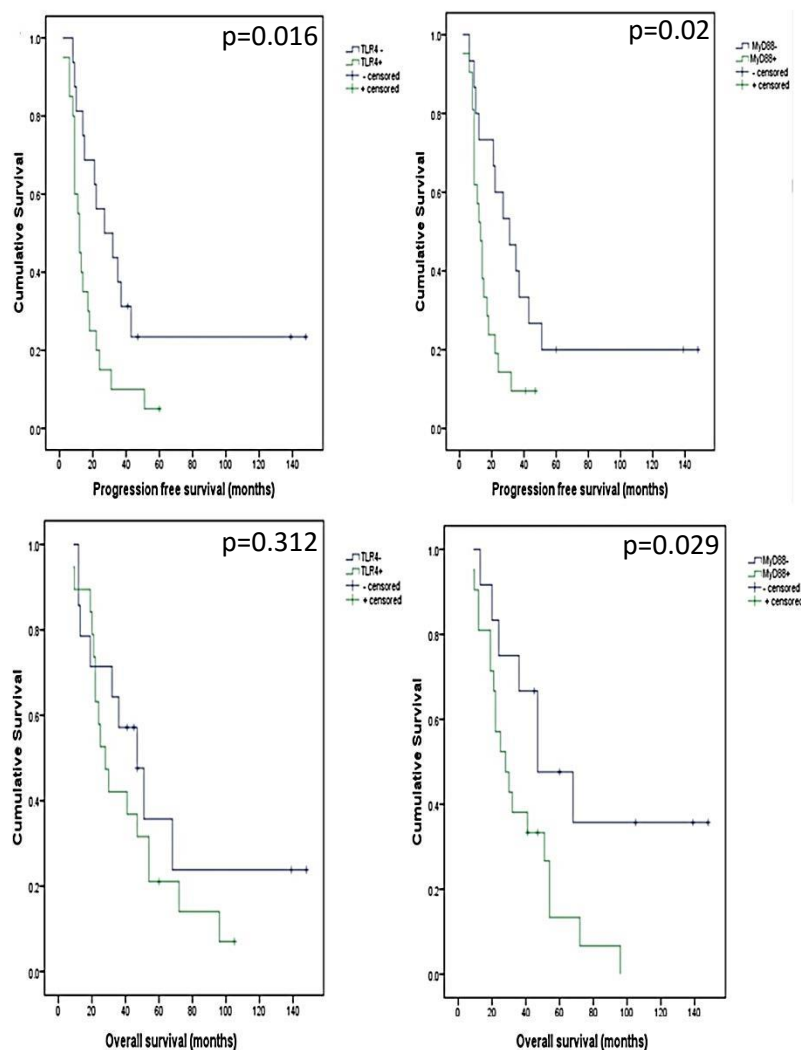 p=0.016
TLR4 -
TLR4+
- censored
+ censored
1.0
0.8
0.6
0.4
0.2
0.0
Cumulative Survival
0 20 40 60 80 100 120 140
Progression free survival (months)
p=0.02
MyD88-
MyD88+
- censored
+ censored
1.0
0.8
0.6
0.4
0.2
0.0
Cumulative Survival
0 20 40 60 80 100 120 140
Progression free survival (months)
p=0.312
TLR4-
TLR4+
- censored
+ censored
1.0
0.8
0.6
0.4
0.2
0.0
Cumulative Survival
0 20 40 60 80 100 120 140
Overall survival (months)
p=0.029
MyD88-
MyD88+
- censored
+ censored
1.0
0.8
0.6
0.4
0.2
0.0
Cumulative Survival
0 20 40 60 80 100 120 140
Overall survival (months)